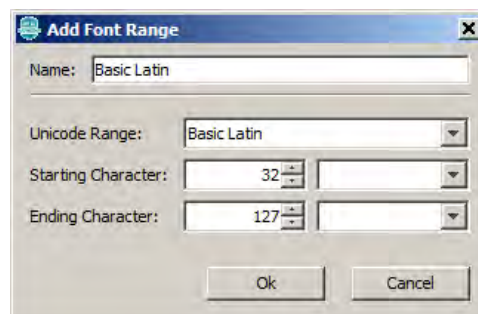 Add Font Range
Name: Basic Latin
Unicode Range: Basic Latin
Starting Character: 32
Ending Character: 127
Ok Cancel